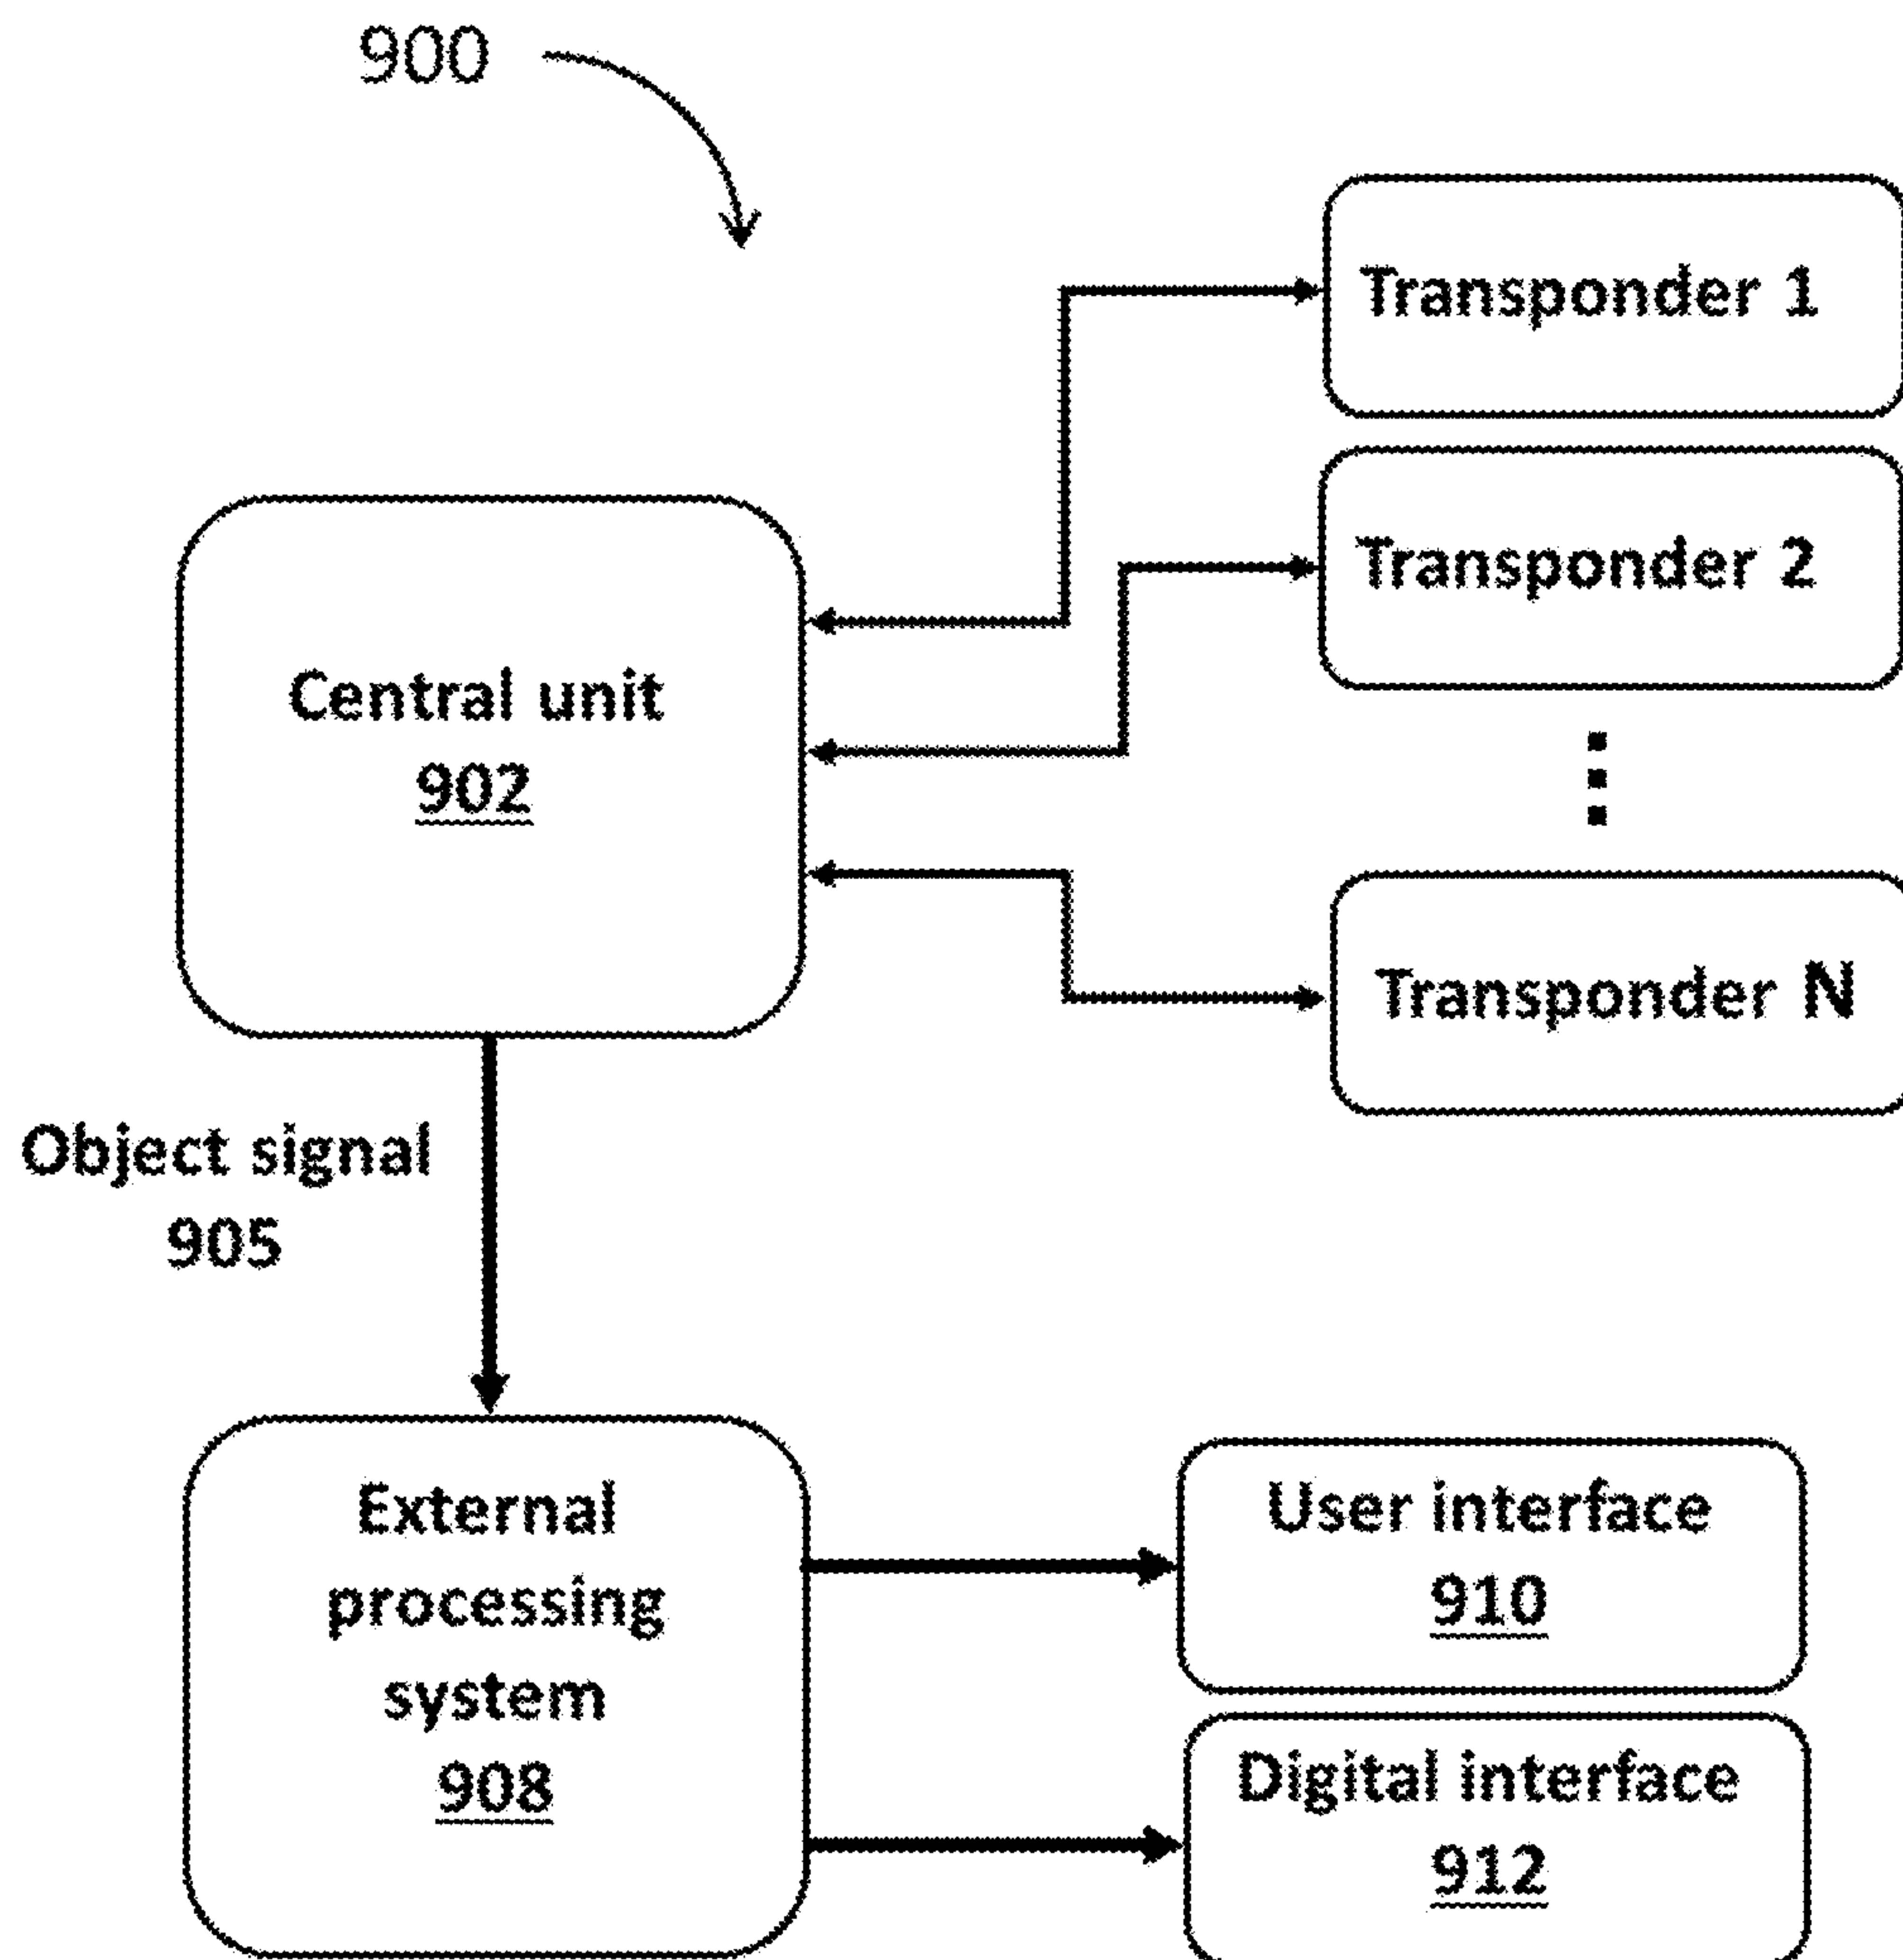 900
Transponder 1
Transponder 2
Central unit
902
Transponder N
Object signal
905
External
processing
system
908
User interface
910
Digital interface
912